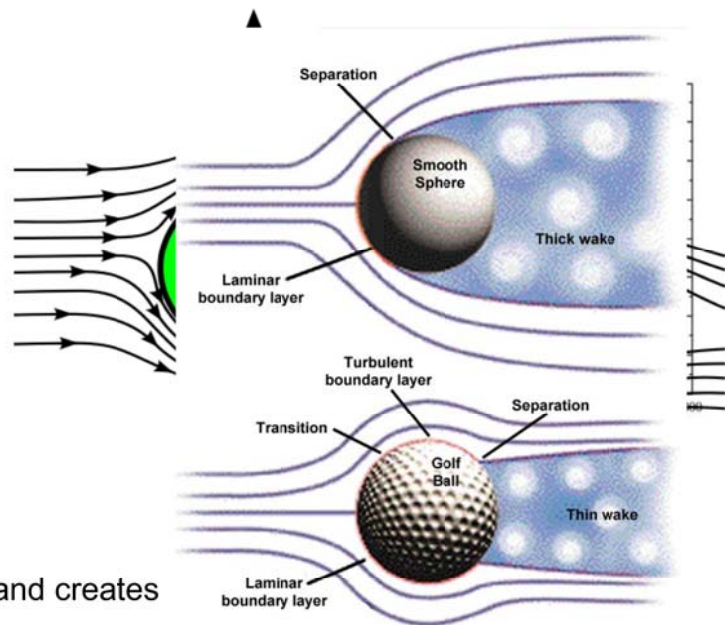 Separation
Smooth
Sphere
Thick wake
Laminar
boundary layer
Turbulent
boundary layer
Separation
Transition
Golf
Ball
Thin wake
Laminar
boundary layer
and creates